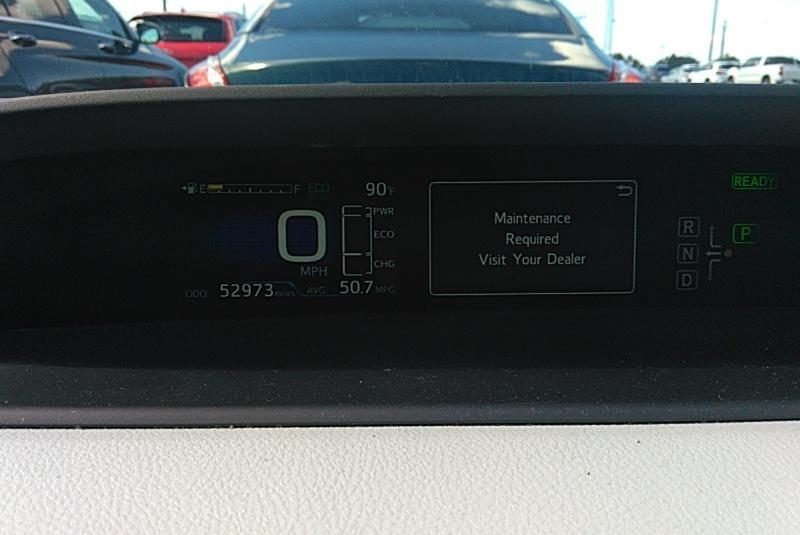 E F ECO MODE 90°F
READY
PWR
0
ECO
MPH
CHG
ODO 52973 miles AVG. 50.7 MPG
Maintenance
Required
Visit Your Dealer
R
N
D
P